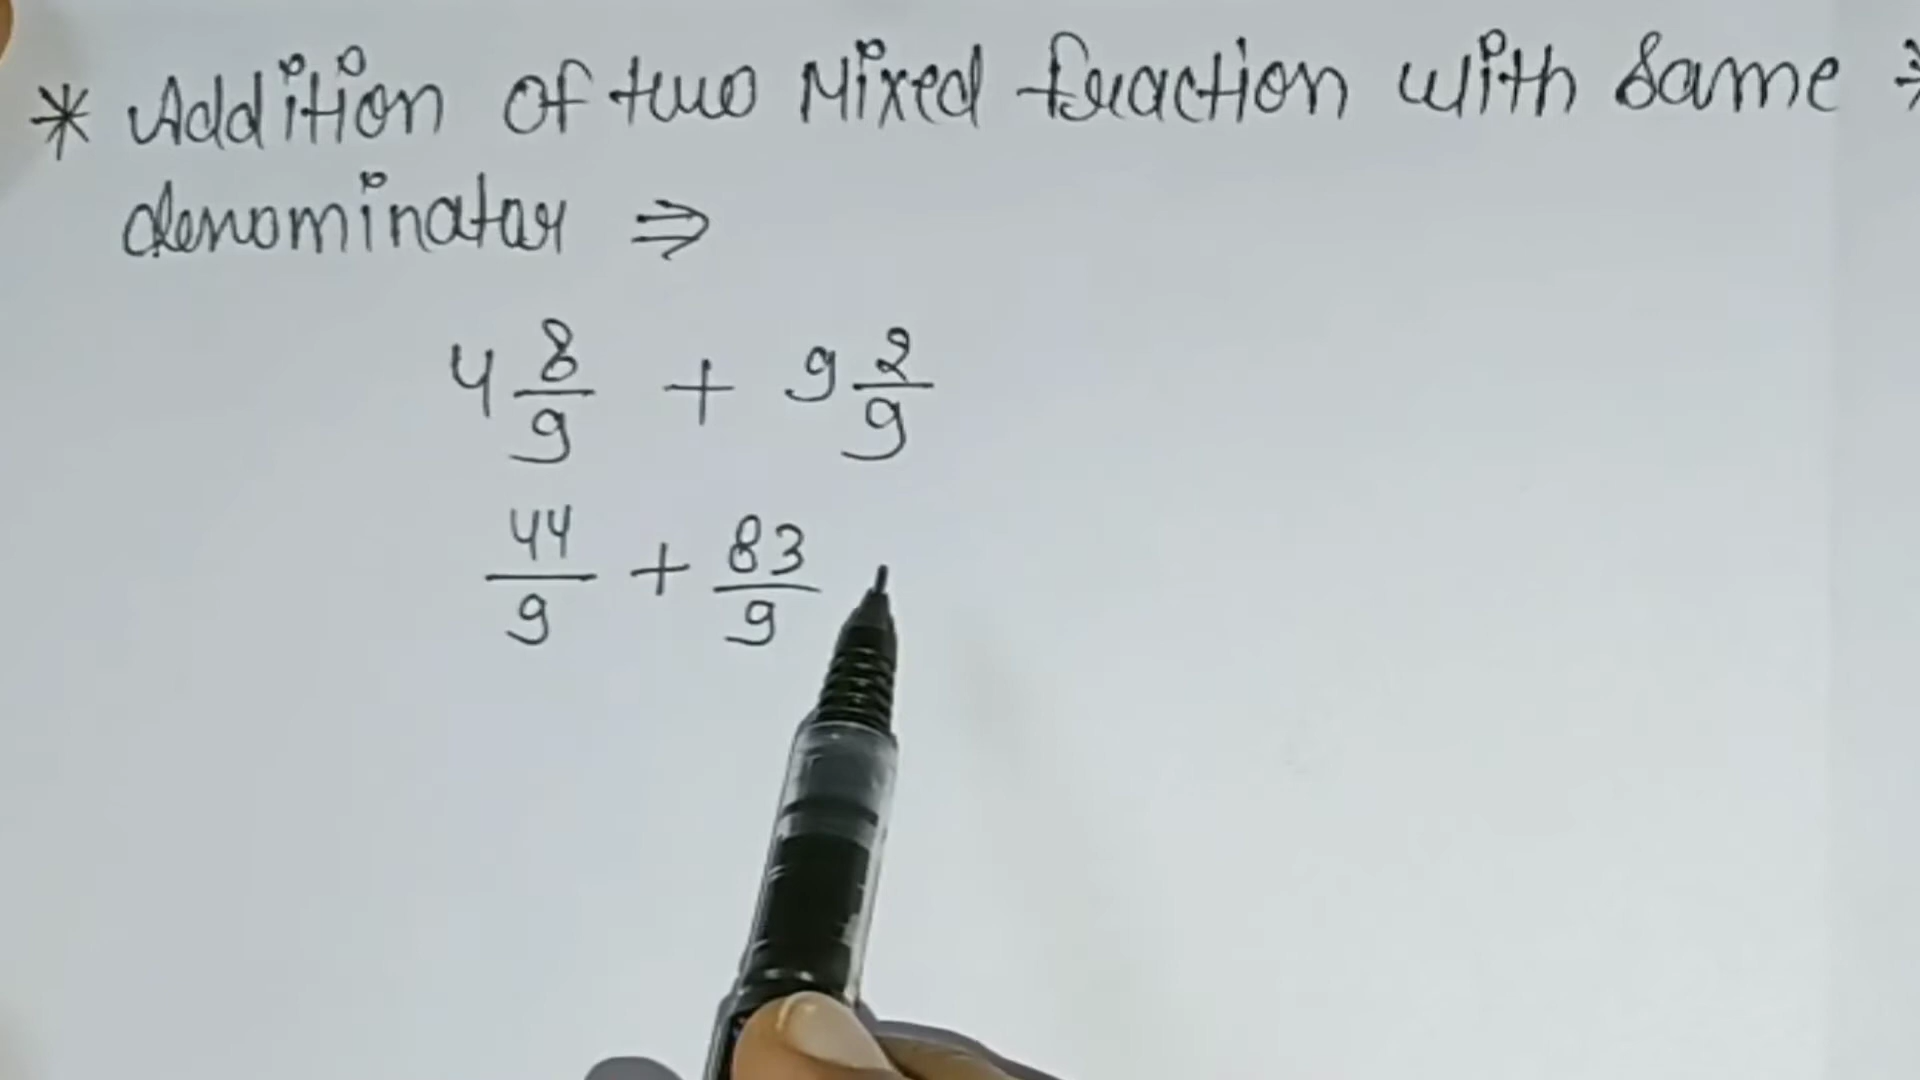 * Addition of two Mixed fraction with same *
denominator ⇒
4 8/9 + 9 2/9
44/9 + 83/9